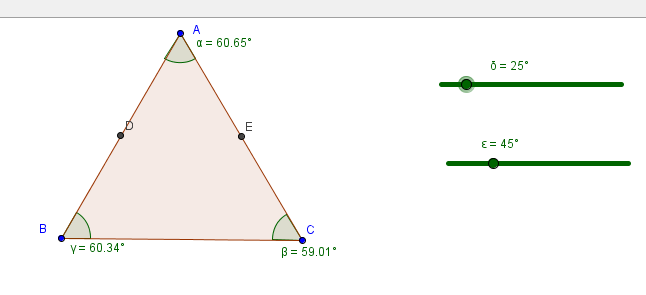 A
α = 60.65°
δ = 25°
D
E
ε = 45°
B
C
γ = 60.34°
β = 59.01°